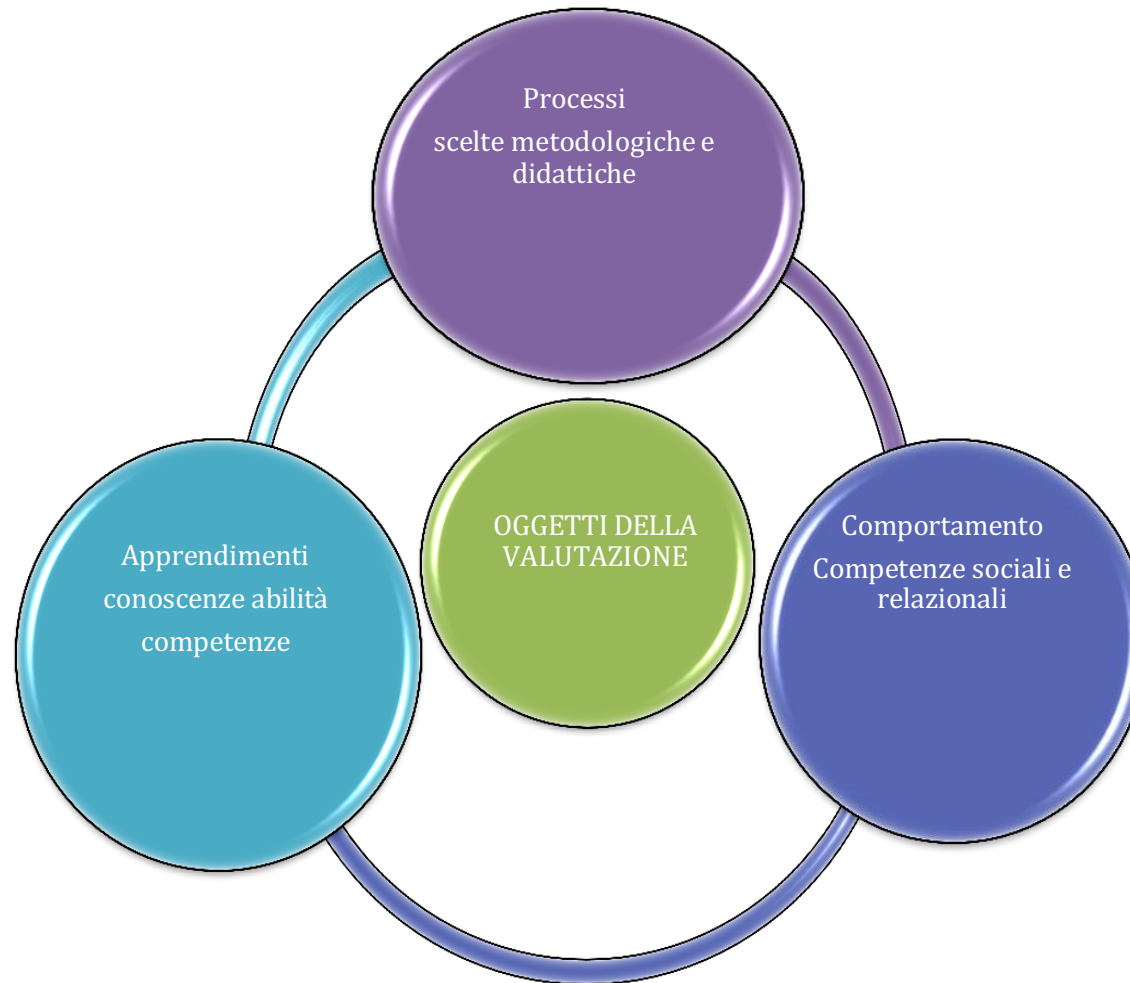 Processi
scelte metodologiche e
didattiche
OGGETTI DELLA
VALUTAZIONE
Apprendimenti
conoscenze abilità
competenze
Comportamento
Competenze sociali e
relazionali